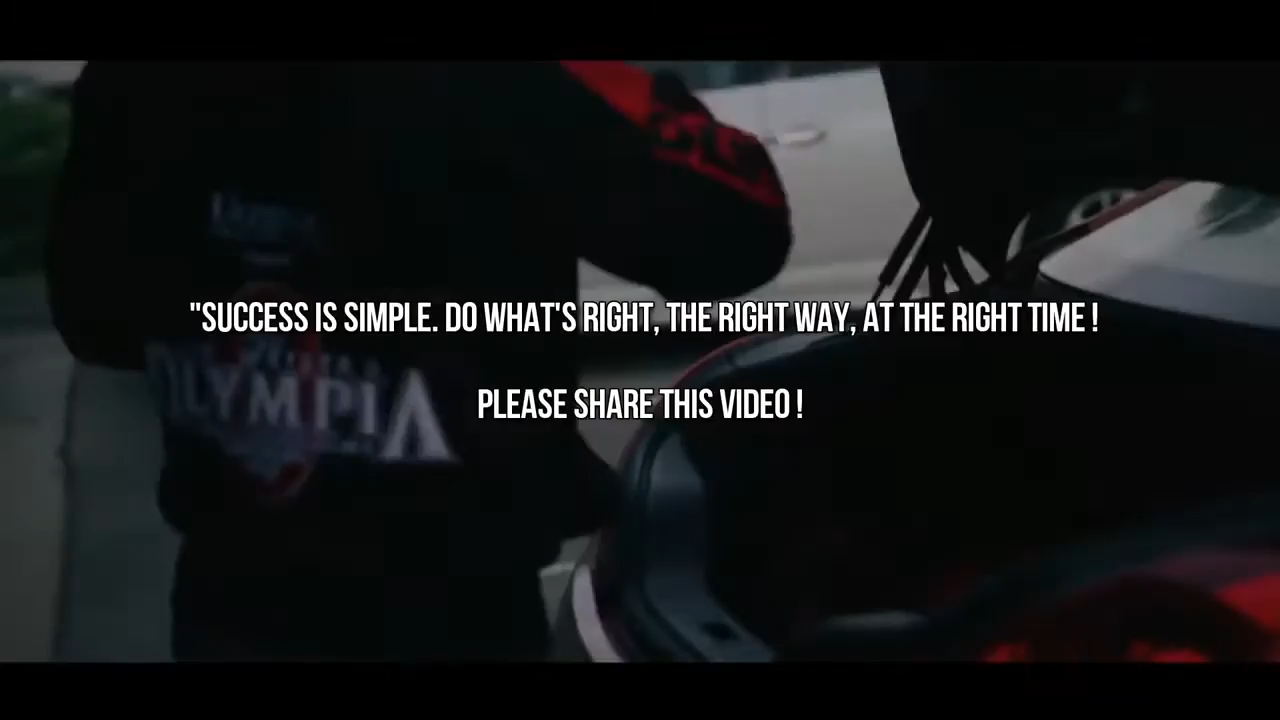 "SUCCESS IS SIMPLE. DO WHAT'S RIGHT, THE RIGHT WAY, AT THE RIGHT TIME !
PLEASE SHARE THIS VIDEO !
OLYMPIA